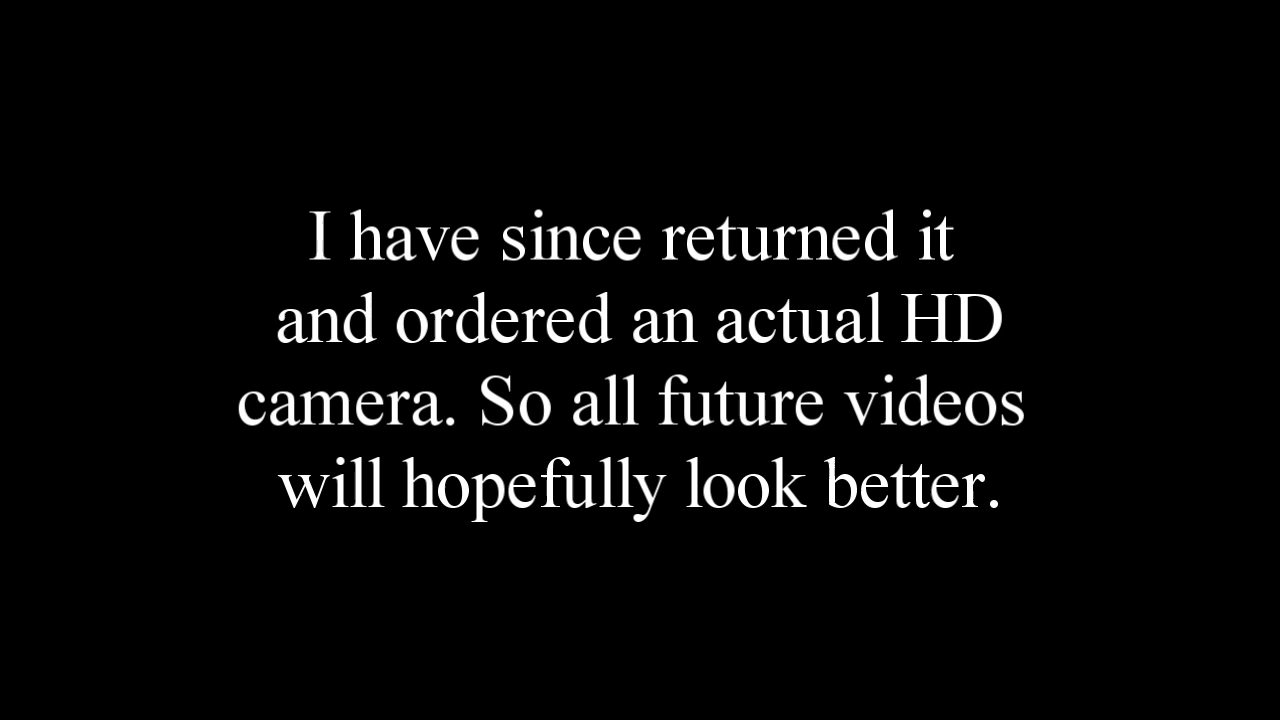 I have since returned it
and ordered an actual HD
camera. So all future videos
will hopefully look better.